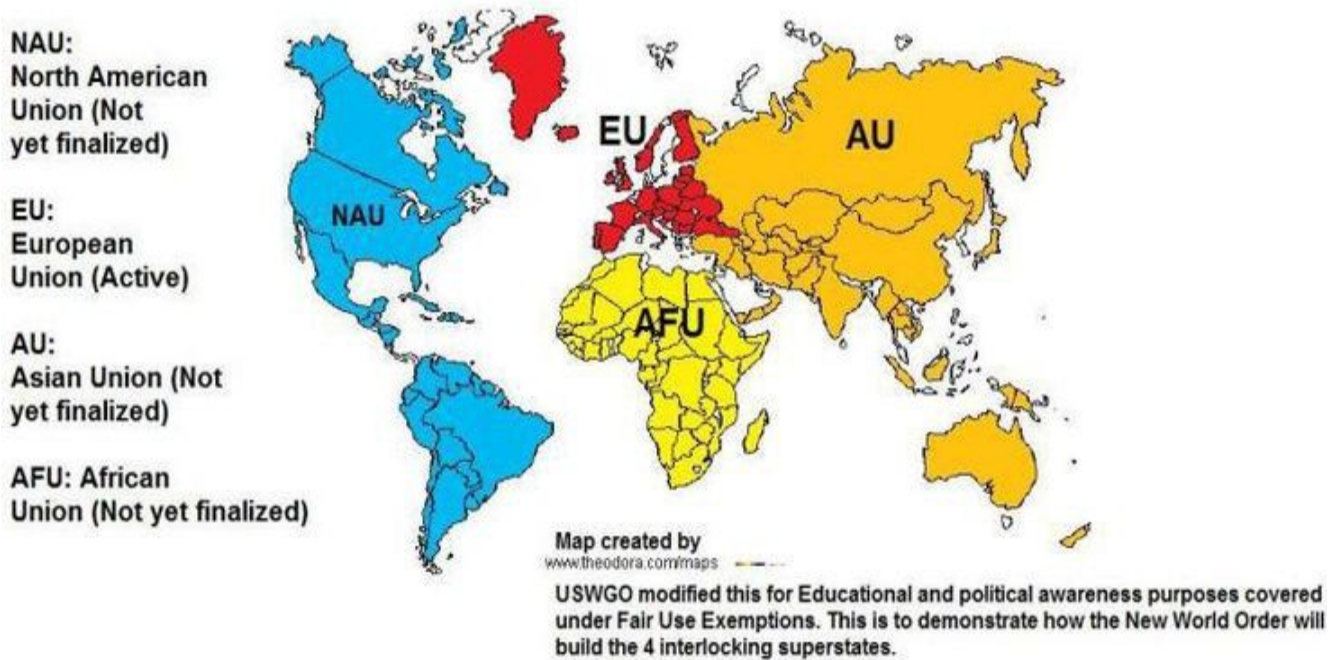 NAU:
North American
Union (Not
yet finalized)
EU:
European
Union (Active)
AU:
Asian Union (Not
yet finalized)
AFU: African
Union (Not yet finalized)
NAU
EU
AU
AFU
Map created by
www.theodora.com/maps
USWGO modified this for Educational and political awareness purposes covered
under Fair Use Exemptions. This is to demonstrate how the New World Order will
build the 4 interlocking superstates.